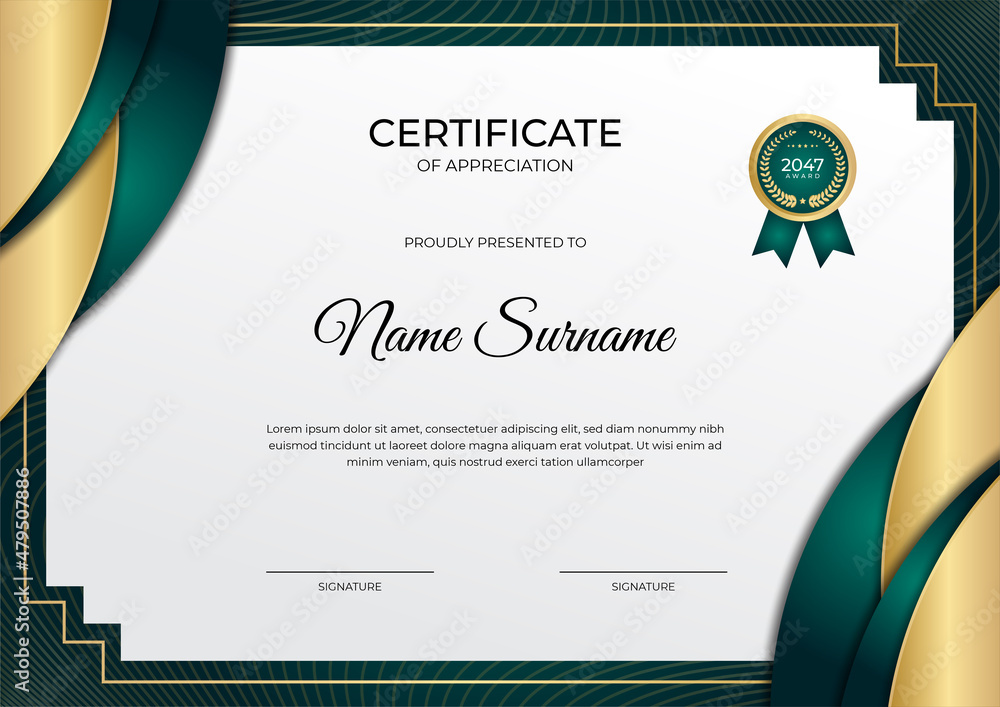 CERTIFICATE
OF APPRECIATION
2047
AWARD
PROUDLY PRESENTED TO
Name Surname
Lorem ipsum dolor sit amet, consectetuer adipiscing elit, sed diam nonummy nibh
euismod tincidunt ut laoreet dolore magna aliquam erat volutpat. Ut wisi enim ad
minim veniam, quis nostrud exerci tation ullamcorper
SIGNATURE
SIGNATURE
Adobe Stock | #479507886
Adobe Stock